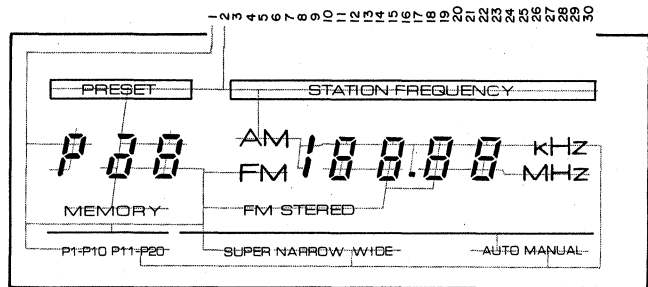 1 2 3 4 5 6 7 8 9 10 11 12 13 14 15 16 17 18 19 20 21 22 23 24 25 26 27 28 29 30
PRESET STATION FREQUENCY
AM 188.88 kHz
P 88
FM MHz
MEMORY FM STEREO
P1-P10 P11-P20 SUPER NARROW WIDE AUTO MANUAL